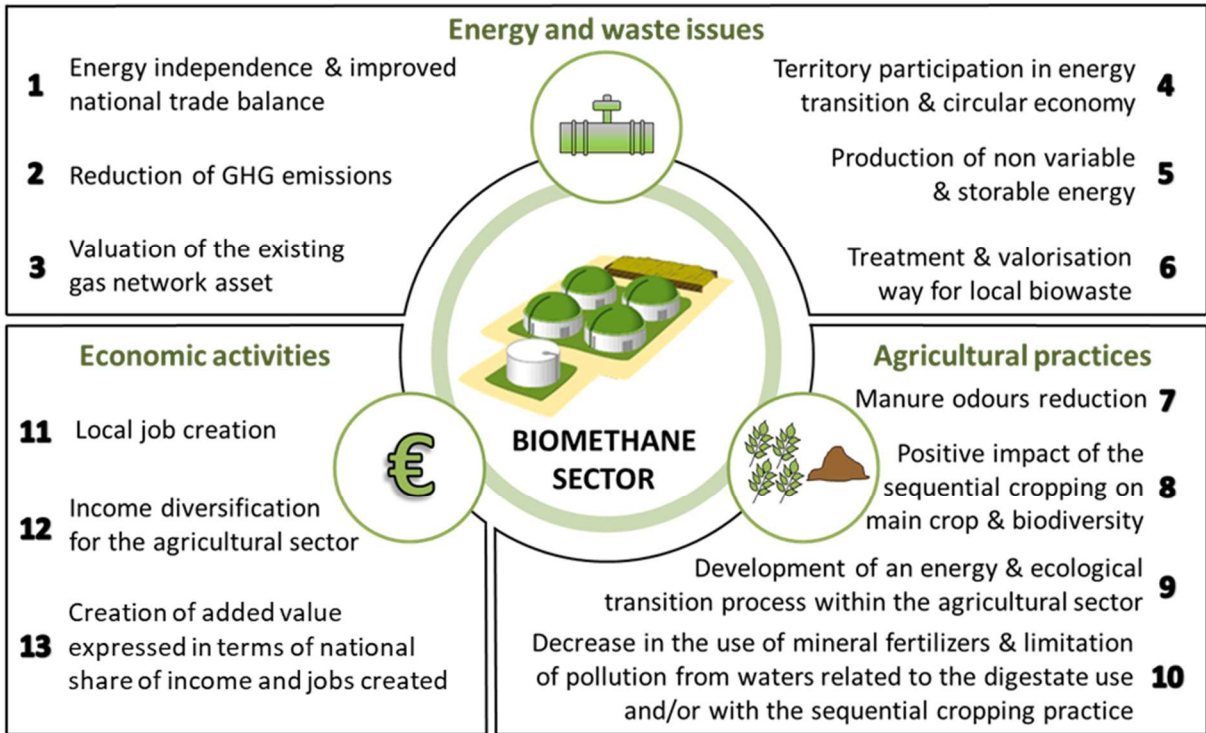 Energy and waste issues
1
Energy independence & improved
national trade balance
2
Reduction of GHG emissions
3
Valuation of the existing
gas network asset
Territory participation in energy
transition & circular economy
4
Production of non variable
& storable energy
5
Treatment & valorisation
way for local biowaste
6
BIOMETHANE
SECTOR
Agricultural practices
Manure odours reduction
7
Positive impact of the
sequential cropping on
main crop & biodiversity
8
Development of an energy & ecological
transition process within the agricultural sector
9
Decrease in the use of mineral fertilizers & limitation
of pollution from waters related to the digestate use
and/or with the sequential cropping practice
10
Economic activities
€
11
Local job creation
12
Income diversification
for the agricultural sector
13
Creation of added value
expressed in terms of national
share of income and jobs created